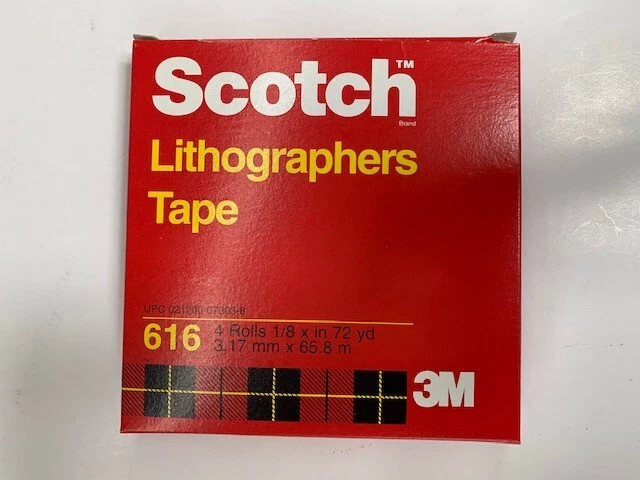 Scotch™
Brand
Lithographers
Tape
UPC 021200-07303-8
616
4 Rolls 1/8 x in 72 yd
3.17 mm x 65.8 m
3M